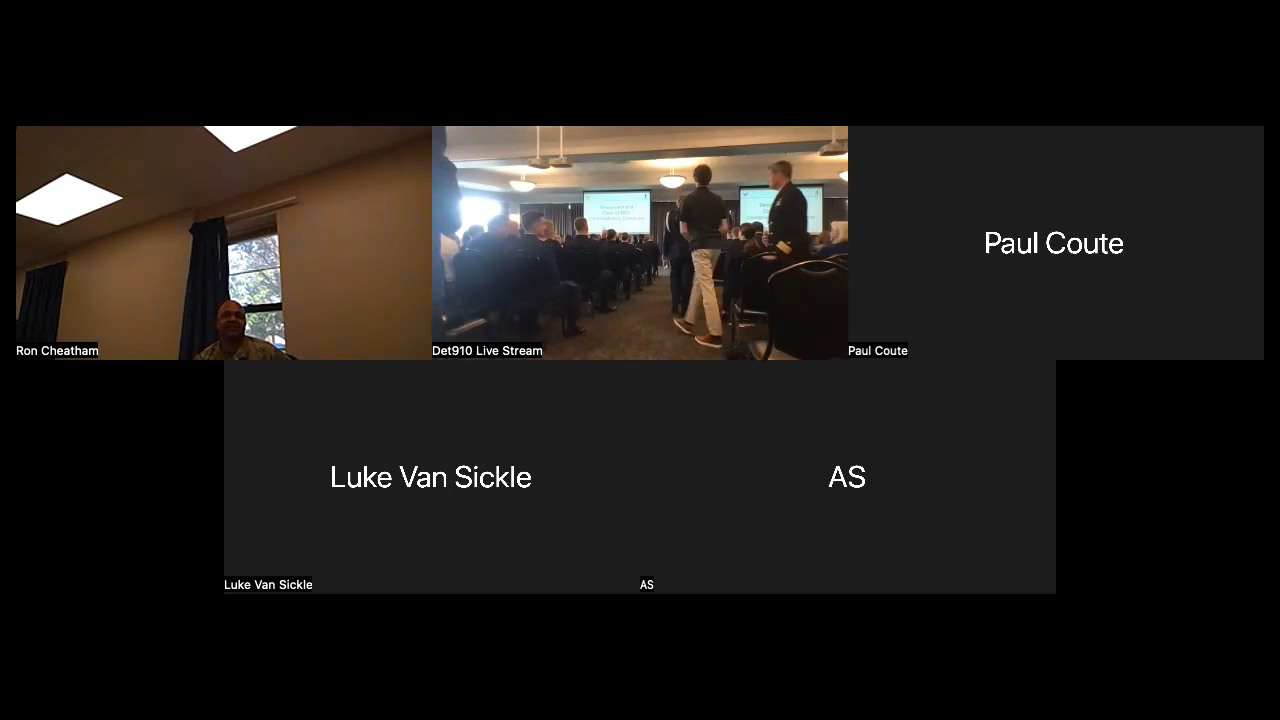 Paul Coute
Ron Cheatham
Det910 Live Stream
Paul Coute
Luke Van Sickle
AS
Luke Van Sickle
AS